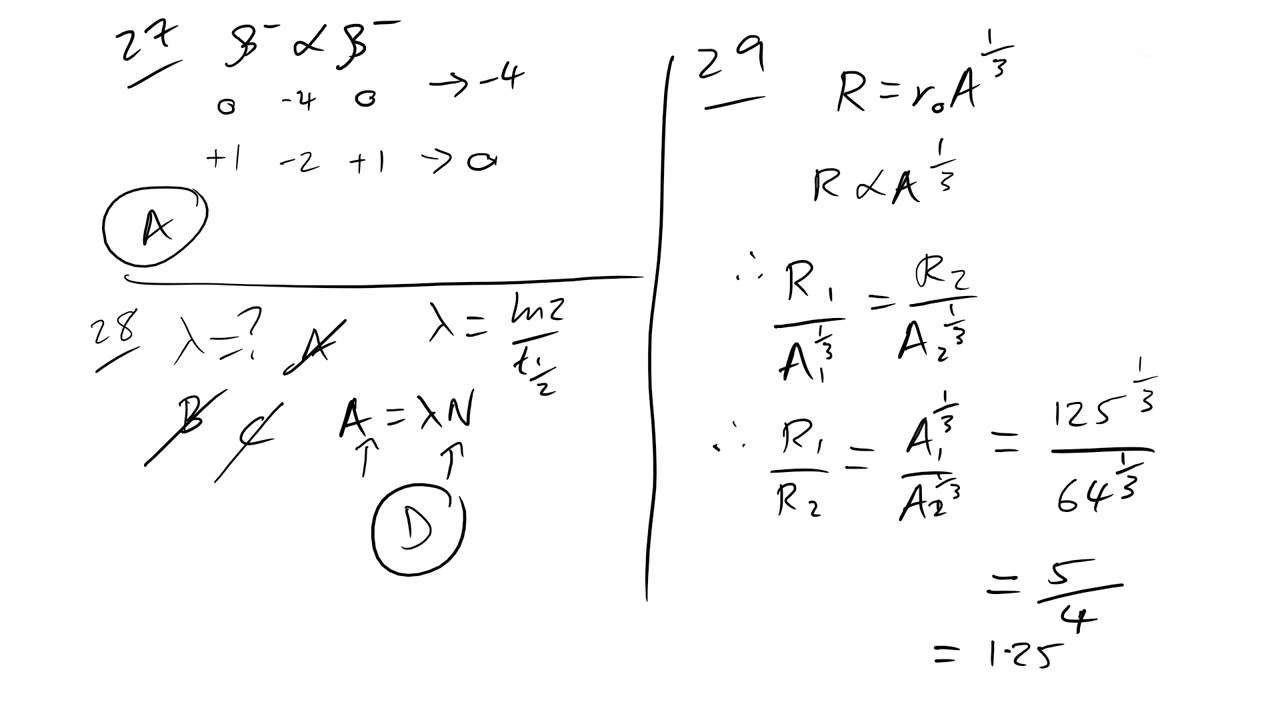 27 β⁻ α β⁻
0 -4 0 → -4
+1 -2 +1 → 0
A
28 λ=? A λ = ln2/t½
B C A = λN
↑ ↑
D
29
R = r₀A^⅓
R ∝ A^⅓
∴ R₁/A₁^⅓ = R₂/A₂^⅓
∴ R₁/R₂ = A₁^⅓/A₂^⅓ = 125^⅓/64^⅓
= 5/4
= 1·25